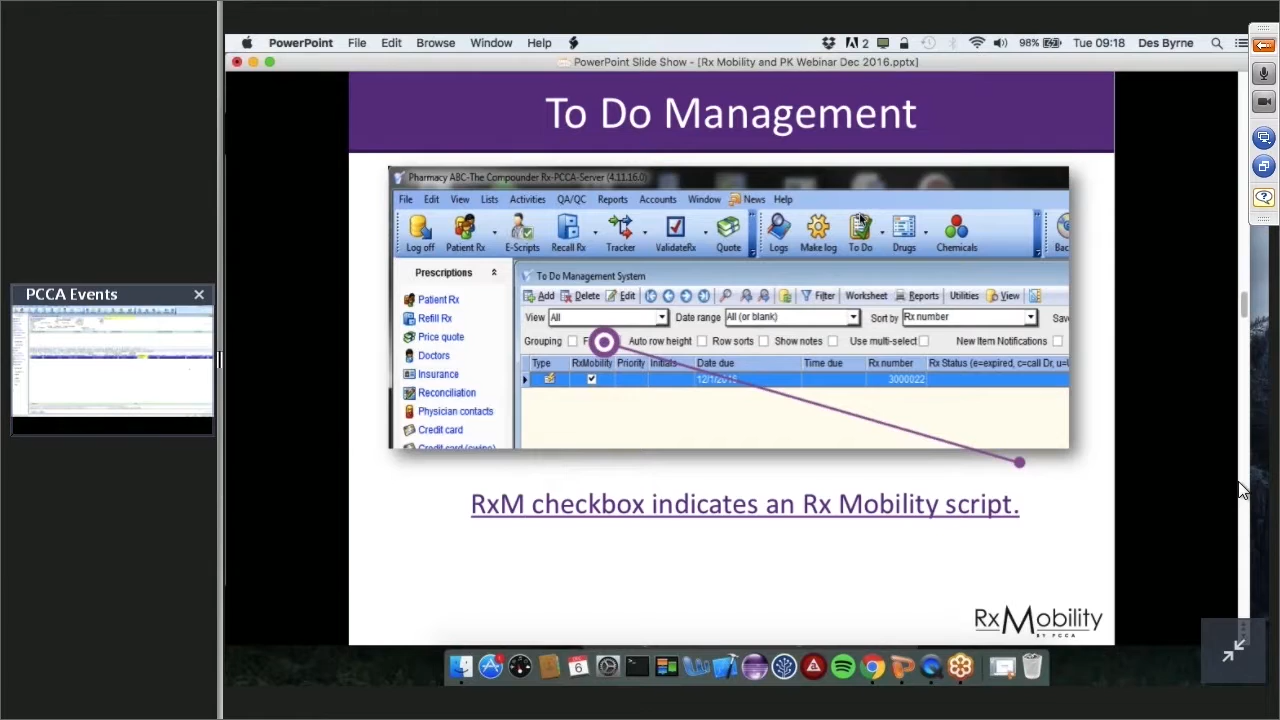 PowerPoint File Edit Browse Window Help 2 98% Tue 09:18 Des Byrne
PowerPoint Slide Show - [Rx Mobility and PK Webinar Dec 2016.pptx]
To Do Management
Pharmacy ABC-The Compounder Rx-PCCA-Server (4.11.16.0)
File Edit View Lists Activities QA/QC Reports Accounts Window News Help
Log off Patient Rx E-Scripts Recall Rx Tracker ValidateRx Quote Logs Make log To Do Drugs Chemicals
Prescriptions
Patient Rx
Refill Rx
Price quote
Doctors
Insurance
Reconciliation
Physician contacts
Credit card
Credit card (swipe)
To Do Management System
Add Delete Edit Filter Worksheet Reports Utilities View
View All Date range All (or blank) Sort by Rx number
Grouping Auto row height Row sorts Show notes Use multi-select New Item Notifications
Type RxMobility Priority Initials Date due Time due Rx number Rx Status (e=expired, c=call Dr, u=
3000022
PCCA Events
RxM checkbox indicates an Rx Mobility script.
RxMobility
BY PCCA
6